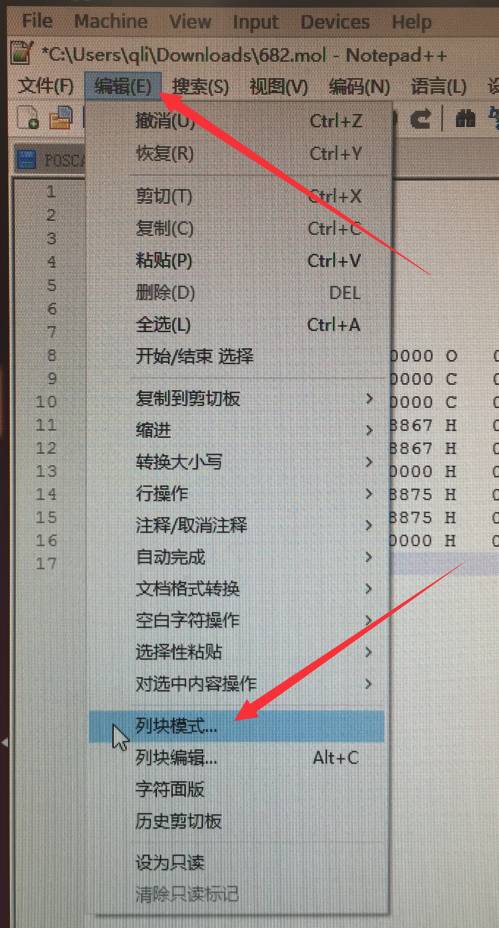 File Machine View Input Devices Help
*C:\Users\qli\Downloads\682.mol - Notepad++
文件(F) 编辑(E) 搜索(S) 视图(V) 编码(N) 语言(L)
POSCA
撤消(U) Ctrl+Z
恢复(R) Ctrl+Y
1 剪切(T) Ctrl+X
2 复制(C) Ctrl+C
3
4 粘贴(P) Ctrl+V
5 删除(D) DEL
6 全选(L) Ctrl+A
7
8 开始/结束 选择 0000 O
9 0000 C
10 复制到剪切板 0000 C
11 缩进 8867 H
12 8867 H
13 转换大小写 0000 H
14 行操作 8875 H
15 注释/取消注释 8875 H
16 0000 H
17 自动完成
文档格式转换
空白字符操作
选择性粘贴
对选中内容操作
列块模式...
列块编辑... Alt+C
字符面版
历史剪切板
设为只读
清除只读标记